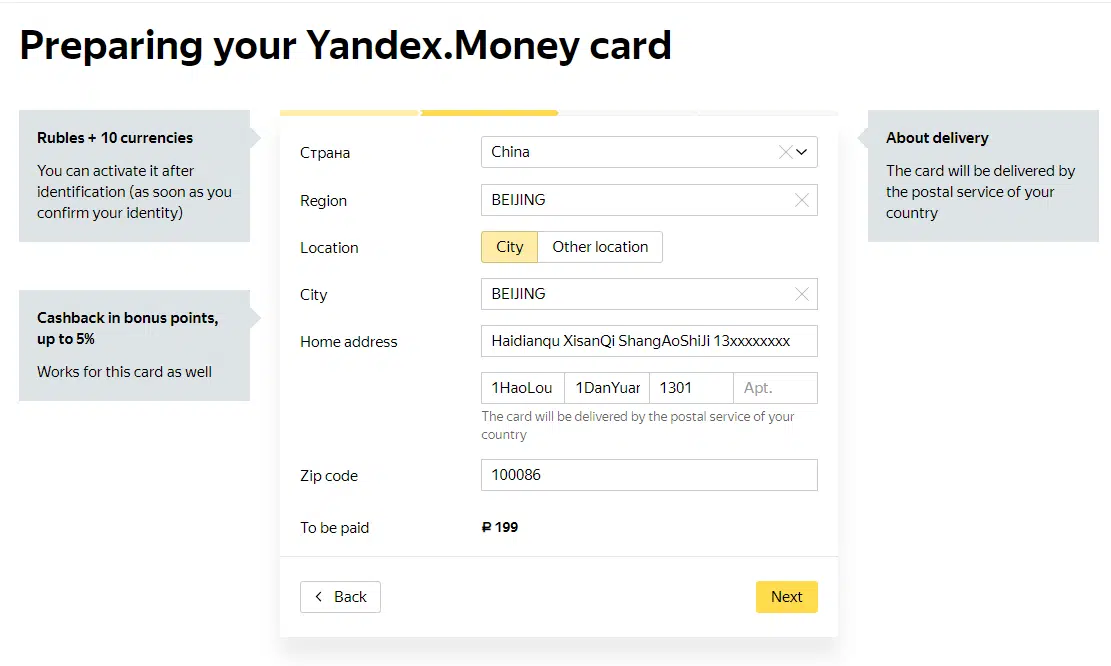 Preparing your Yandex.Money card
Rubles + 10 currencies
You can activate it after
identification (as soon as you
confirm your identity)
Cashback in bonus points,
up to 5%
Works for this card as well
Страна
China
Region
BEIJING
Location
City
Other location
City
BEIJING
Home address
Haidianqu XisanQi ShangAoShiJi 13xxxxxxxx
1HaoLou
1DanYuar
1301
Apt.
The card will be delivered by the postal service of your
country
Zip code
100086
To be paid
₽ 199
Back
Next
About delivery
The card will be delivered by
the postal service of your
country